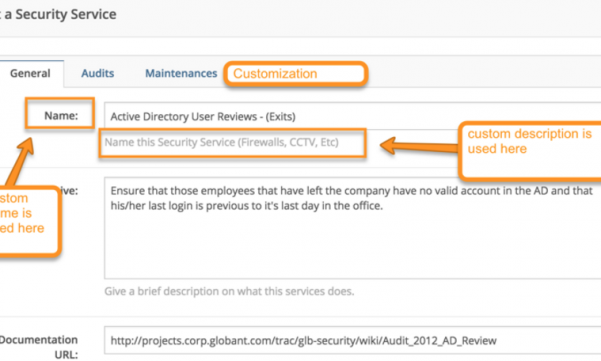 a Security Service
General Audits Maintenances Customization
Name: Active Directory User Reviews - (Exits)
Name this Security Service (Firewalls, CCTV, Etc)
custom description is
used here
Ensure that those employees that have left the company have no valid account in the AD and that
his/her last login is previous to it's last day in the office.
is
here
Give a brief description on what this services does.
Documentation
URL:
http://projects.corp.globant.com/trac/glb-security/wiki/Audit_2012_AD_Review